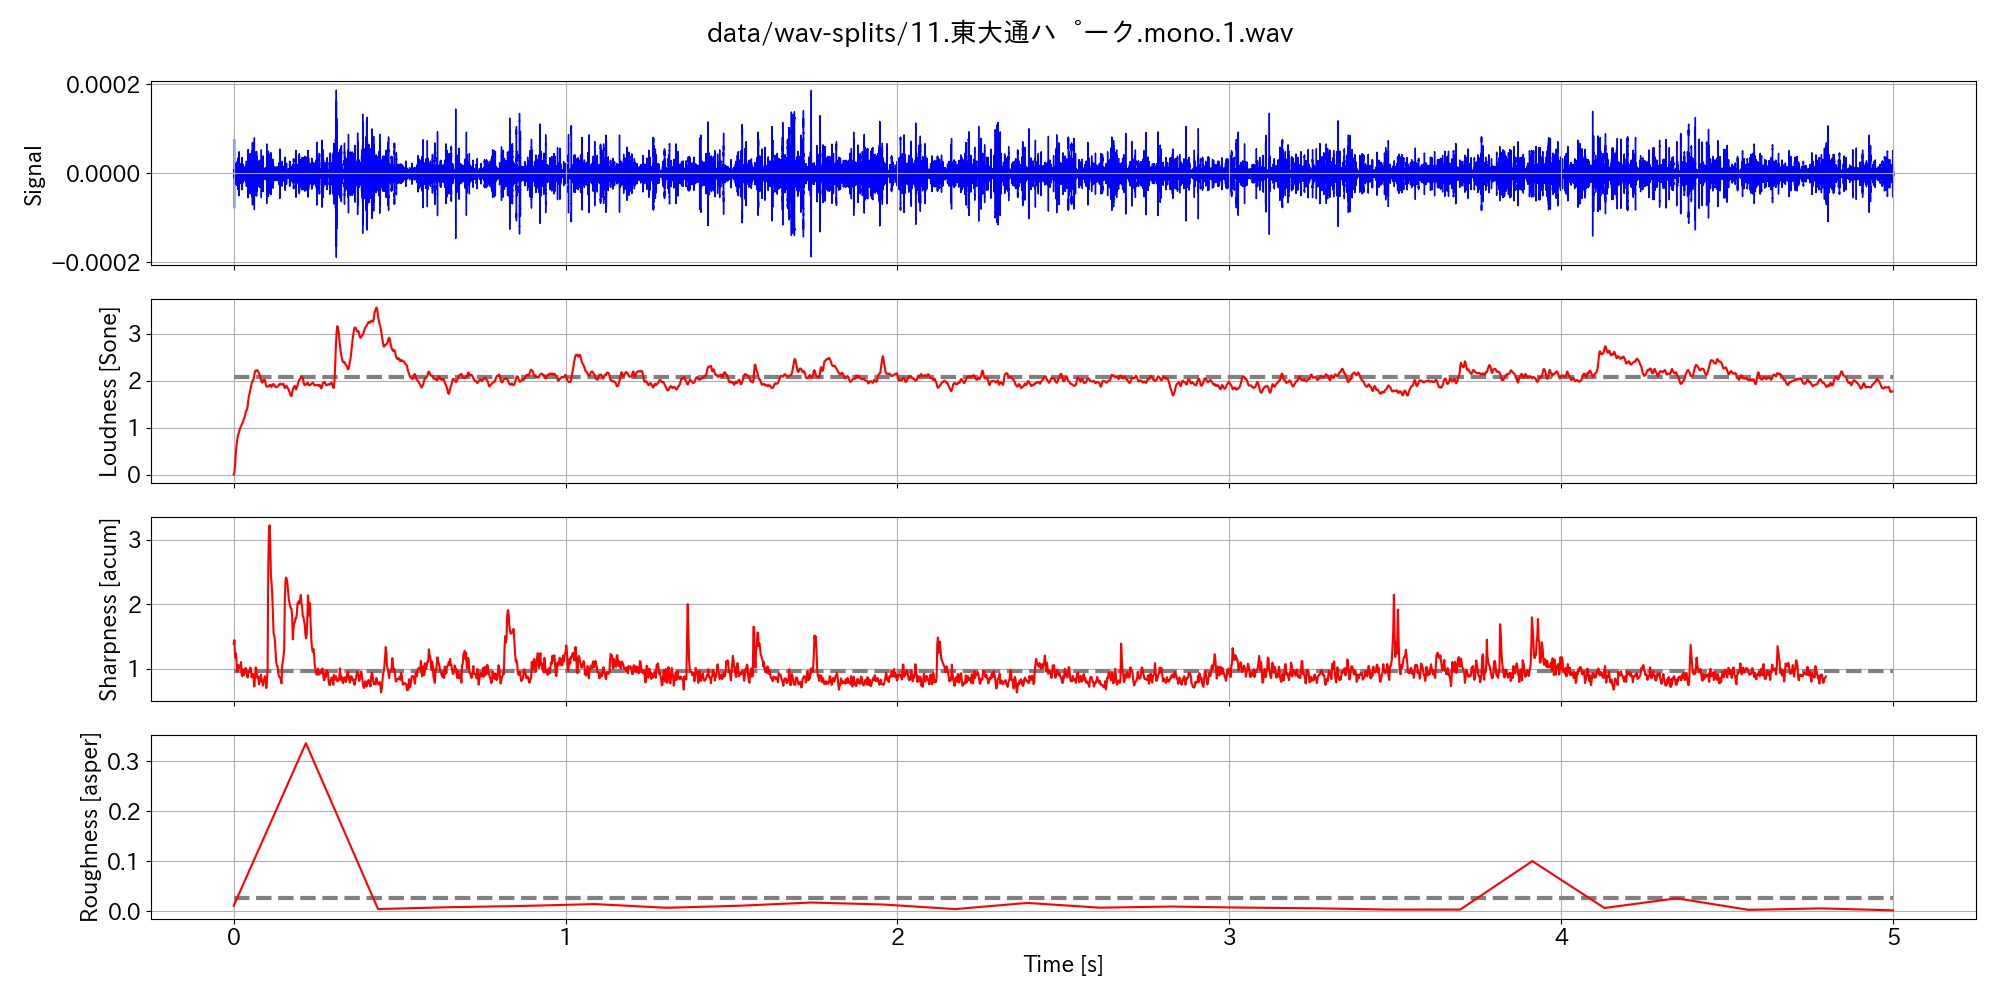 data/wav-splits/11.東大通パーク.mono.1.wav
Signal
0.0002
0.0000
−0.0002
Loudness [Sone]
3
2
1
0
Sharpness [acum]
3
2
1
Roughness [asper]
0.3
0.2
0.1
0.0
0 1 2 3 4 5
Time [s]